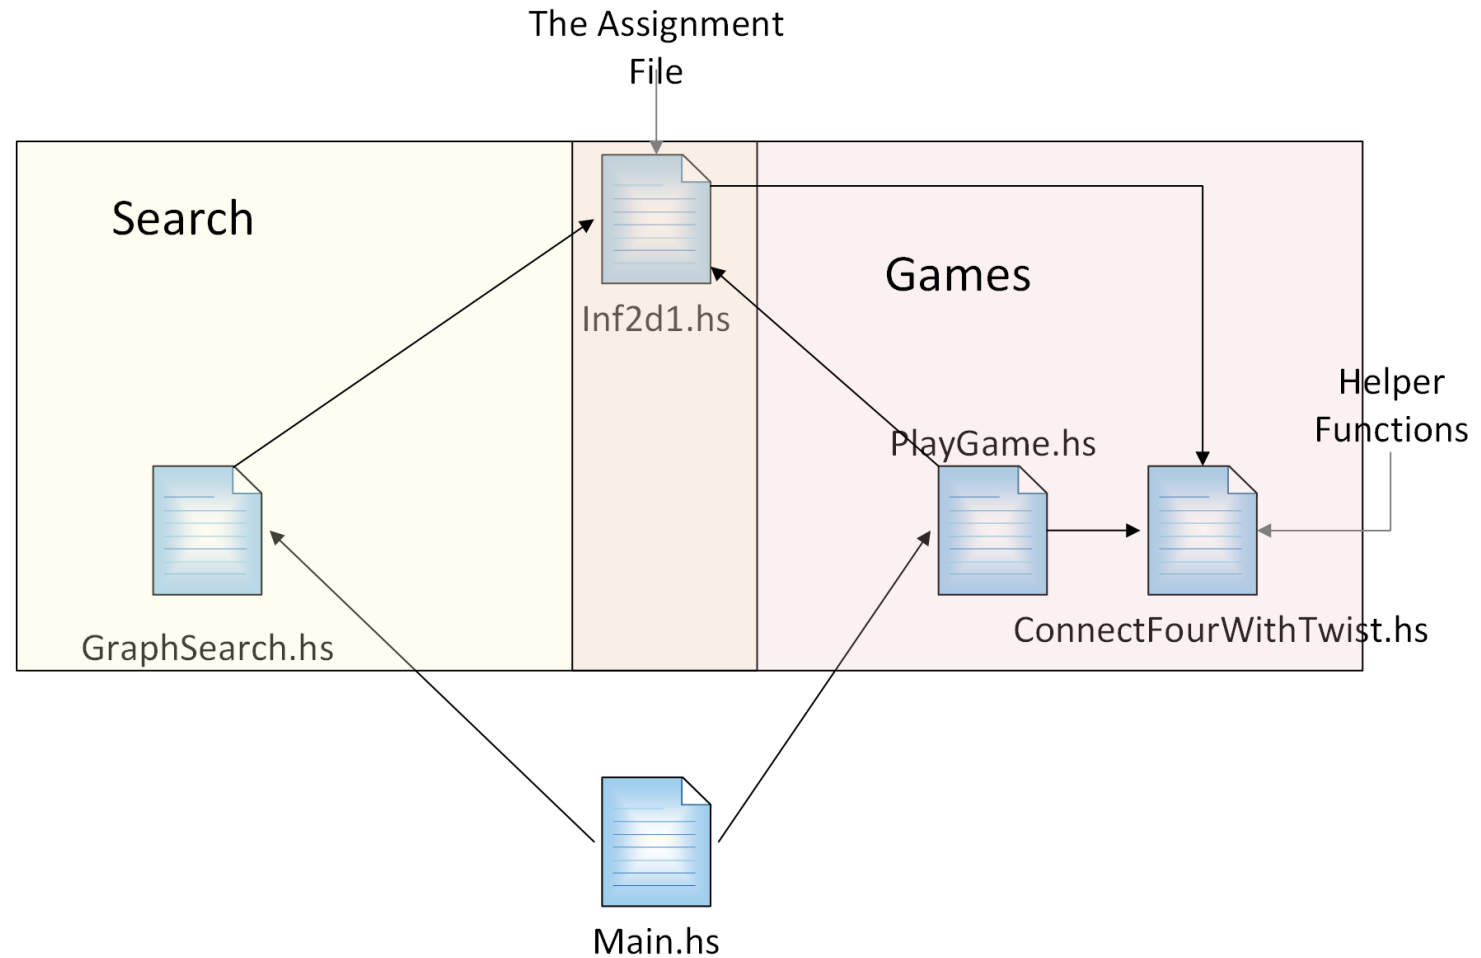 The Assignment
File
Search
Games
Inf2d1.hs
Helper
Functions
PlayGame.hs
GraphSearch.hs
ConnectFourWithTwist.hs
Main.hs